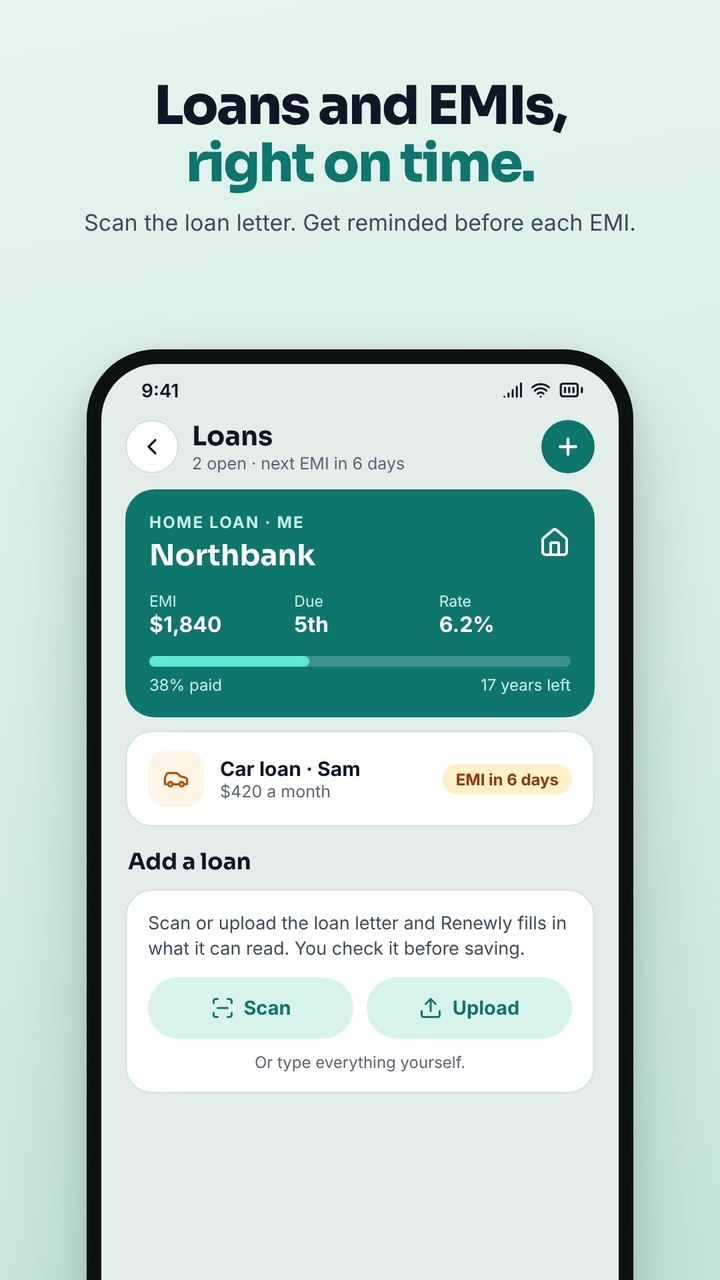 Loans and EMIs,
right on time.
Scan the loan letter. Get reminded before each EMI.
9:41
Loans
2 open · next EMI in 6 days
HOME LOAN · ME
Northbank
EMI Due Rate
$1,840 5th 6.2%
38% paid 17 years left
Car loan · Sam
$420 a month
EMI in 6 days
Add a loan
Scan or upload the loan letter and Renewly fills in
what it can read. You check it before saving.
Scan Upload
Or type everything yourself.